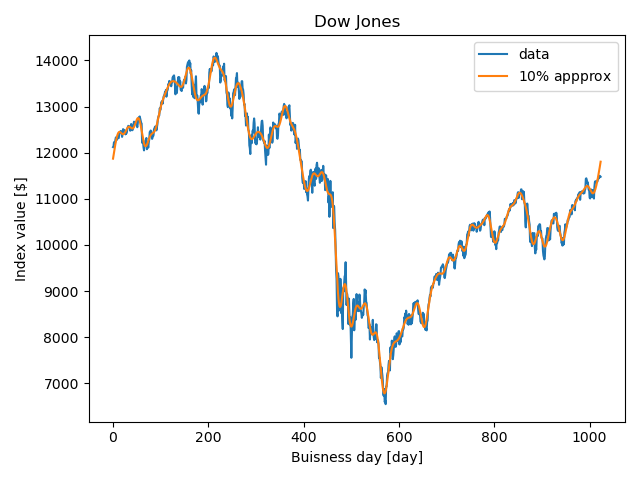 Dow Jones
data
10% appprox
14000
13000
12000
11000
10000
9000
8000
7000
Index value [$]
0 200 400 600 800 1000
Buisness day [day]